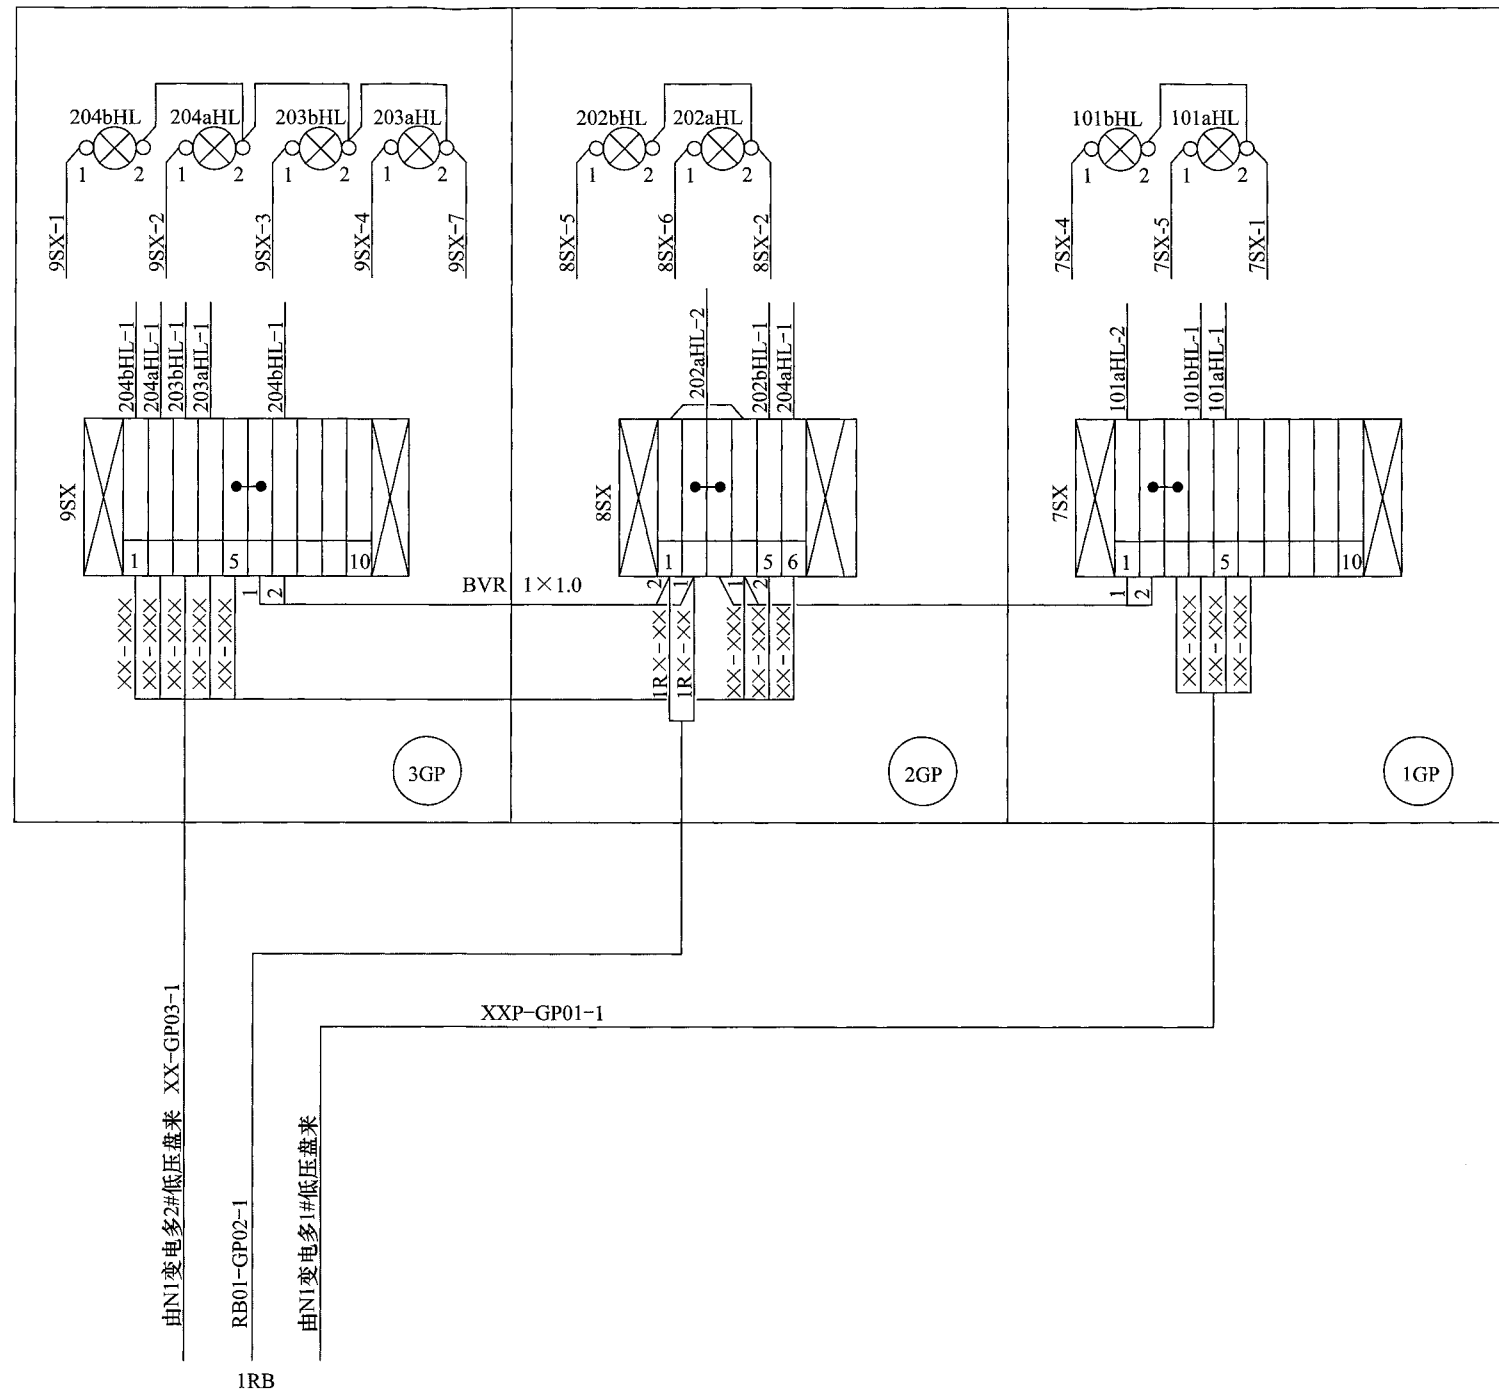 204bHL 204aHL 203bHL 203aHL
1 2 1 2 1 2 1 2
9SX-1 9SX-2 9SX-3 9SX-4 9SX-7
204bHL-1 204aHL-1 203bHL-1 203aHL-1 204bHL-1
9SX
1 5 10
1 2
XX-XXX XX-XXX XX-XXX XX-XXX XX-XXX
3GP
202bHL 202aHL
1 2 1 2
8SX-5 8SX-6 8SX-2
202aHL-2 202bHL-1 204aHL-1
8SX
1 5 6
BVR 1×1.0
2 1 1 2
1RX-XX 1RX-XX XX-XXX XX-XXX XX-XXX
2GP
101bHL 101aHL
1 2 1 2
7SX-4 7SX-5 7SX-1
101aHL-2 101bHL-1 101aHL-1
7SX
1 5 10
1 2
XX-XXX XX-XXX XX-XXX
1GP
XXP-GP01-1
由N1变电多2#低压盘来 XX-GP03-1
RB01-GP02-1
由N1变电多1#低压盘来
1RB